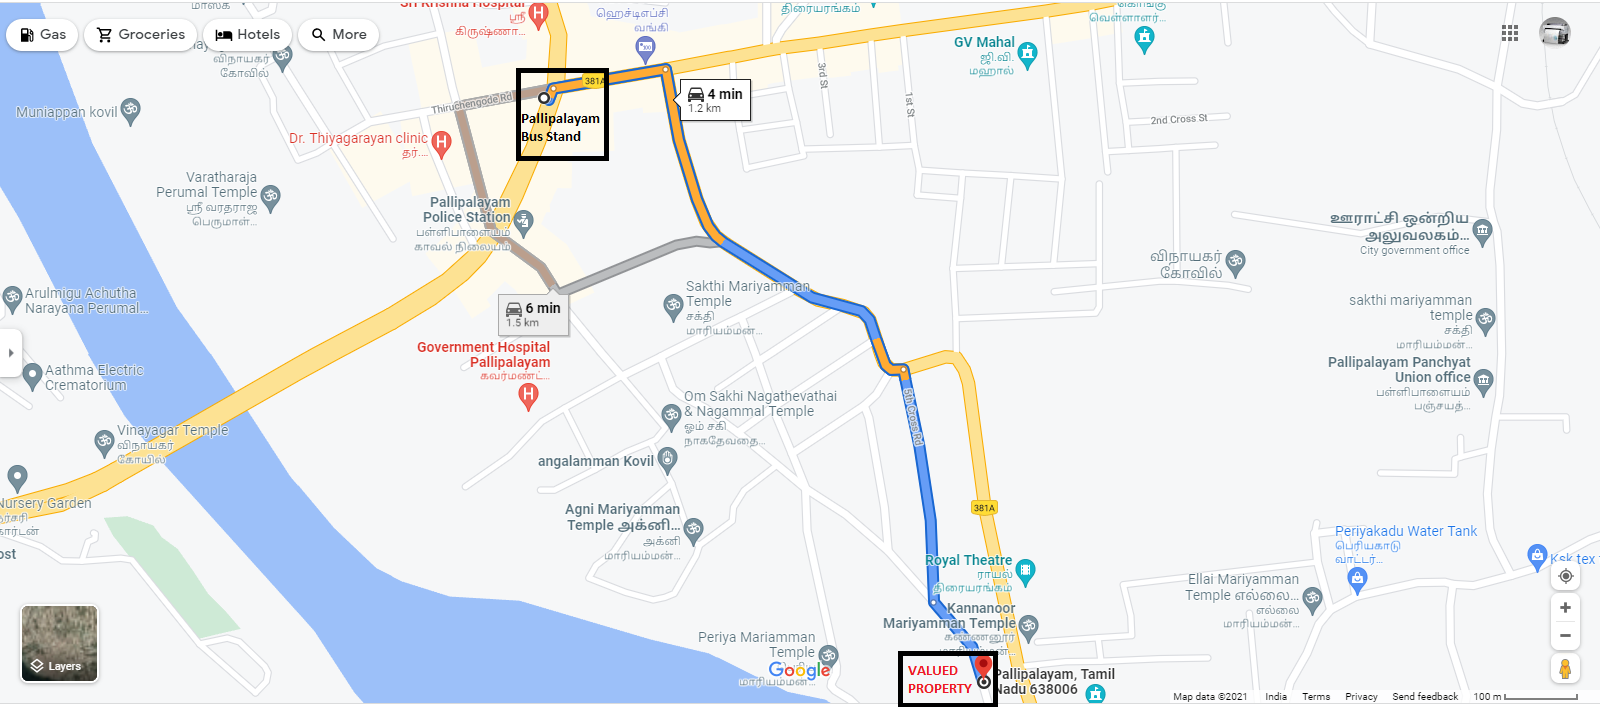 மாஸ்க்
Sri Krishna Hospital
ஸ்ரீ
கிருஷ்ணா...
ஹெச்டிஎஃப்சி
வங்கி
திரையரங்கம்
கொங்கு
வெள்ளாளர்...
Gas
Groceries
Hotels
More
விநாயகர்
கோவில்
GV Mahal
ஜி.வி.
மஹால்
3rd St
1st St
2nd Cross St
381A
4 min
1.2 km
Thiruchengode Rd
Muniappan kovil
Pallipalayam
Bus Stand
Dr. Thiyagarayan clinic
தர்....
Varatharaja
Perumal Temple
ஸ்ரீ வரதராஜ
பெருமாள்...
Pallipalayam
Police Station
பள்ளிபாளையம்
காவல் நிலையம்
ஊராட்சி ஒன்றிய
அலுவலகம்...
City government office
விநாயகர்
கோவில்
Arulmigu Achutha
Narayana Perumal...
Sakthi Mariyamman
Temple
சக்தி
மாரியம்மன்...
6 min
1.5 km
sakthi mariyamman
temple
சக்தி
மாரியம்மன்...
Government Hospital
Pallipalayam
கவர்மண்ட்...
Pallipalayam Panchyat
Union office
பள்ளிபாளையம்
பஞ்சயத்...
Aathma Electric
Crematorium
Om Sakhi Nagathevathai
& Nagammal Temple
ஓம் சகி
நாகதேவதை...
5th Cross Rd
Vinayagar Temple
விநாயகர்
கோயில்
angalamman Kovil
Nursery Garden
நர்சரி
கார்டன்
Agni Mariyamman
Temple அக்னி...
அக்னி
மாரியம்மன்...
381A
Periyakadu Water Tank
பெரியகாடு
வாட்டர்...
Ksk tex
ost
Royal Theatre
ராயல்
திரையரங்கம்
Ellai Mariyamman
Temple எல்லை...
எல்லை
மாரியம்மன்...
Kannanoor
Mariyamman Temple
கண்ணனூர்
மாரியம்மன்...
Periya Mariamman
Temple
மாரியம்மன்...
Layers
Google
VALUED
PROPERTY
Pallipalayam, Tamil
Nadu 638006
Map data ©2021 India Terms Privacy Send feedback 100 m